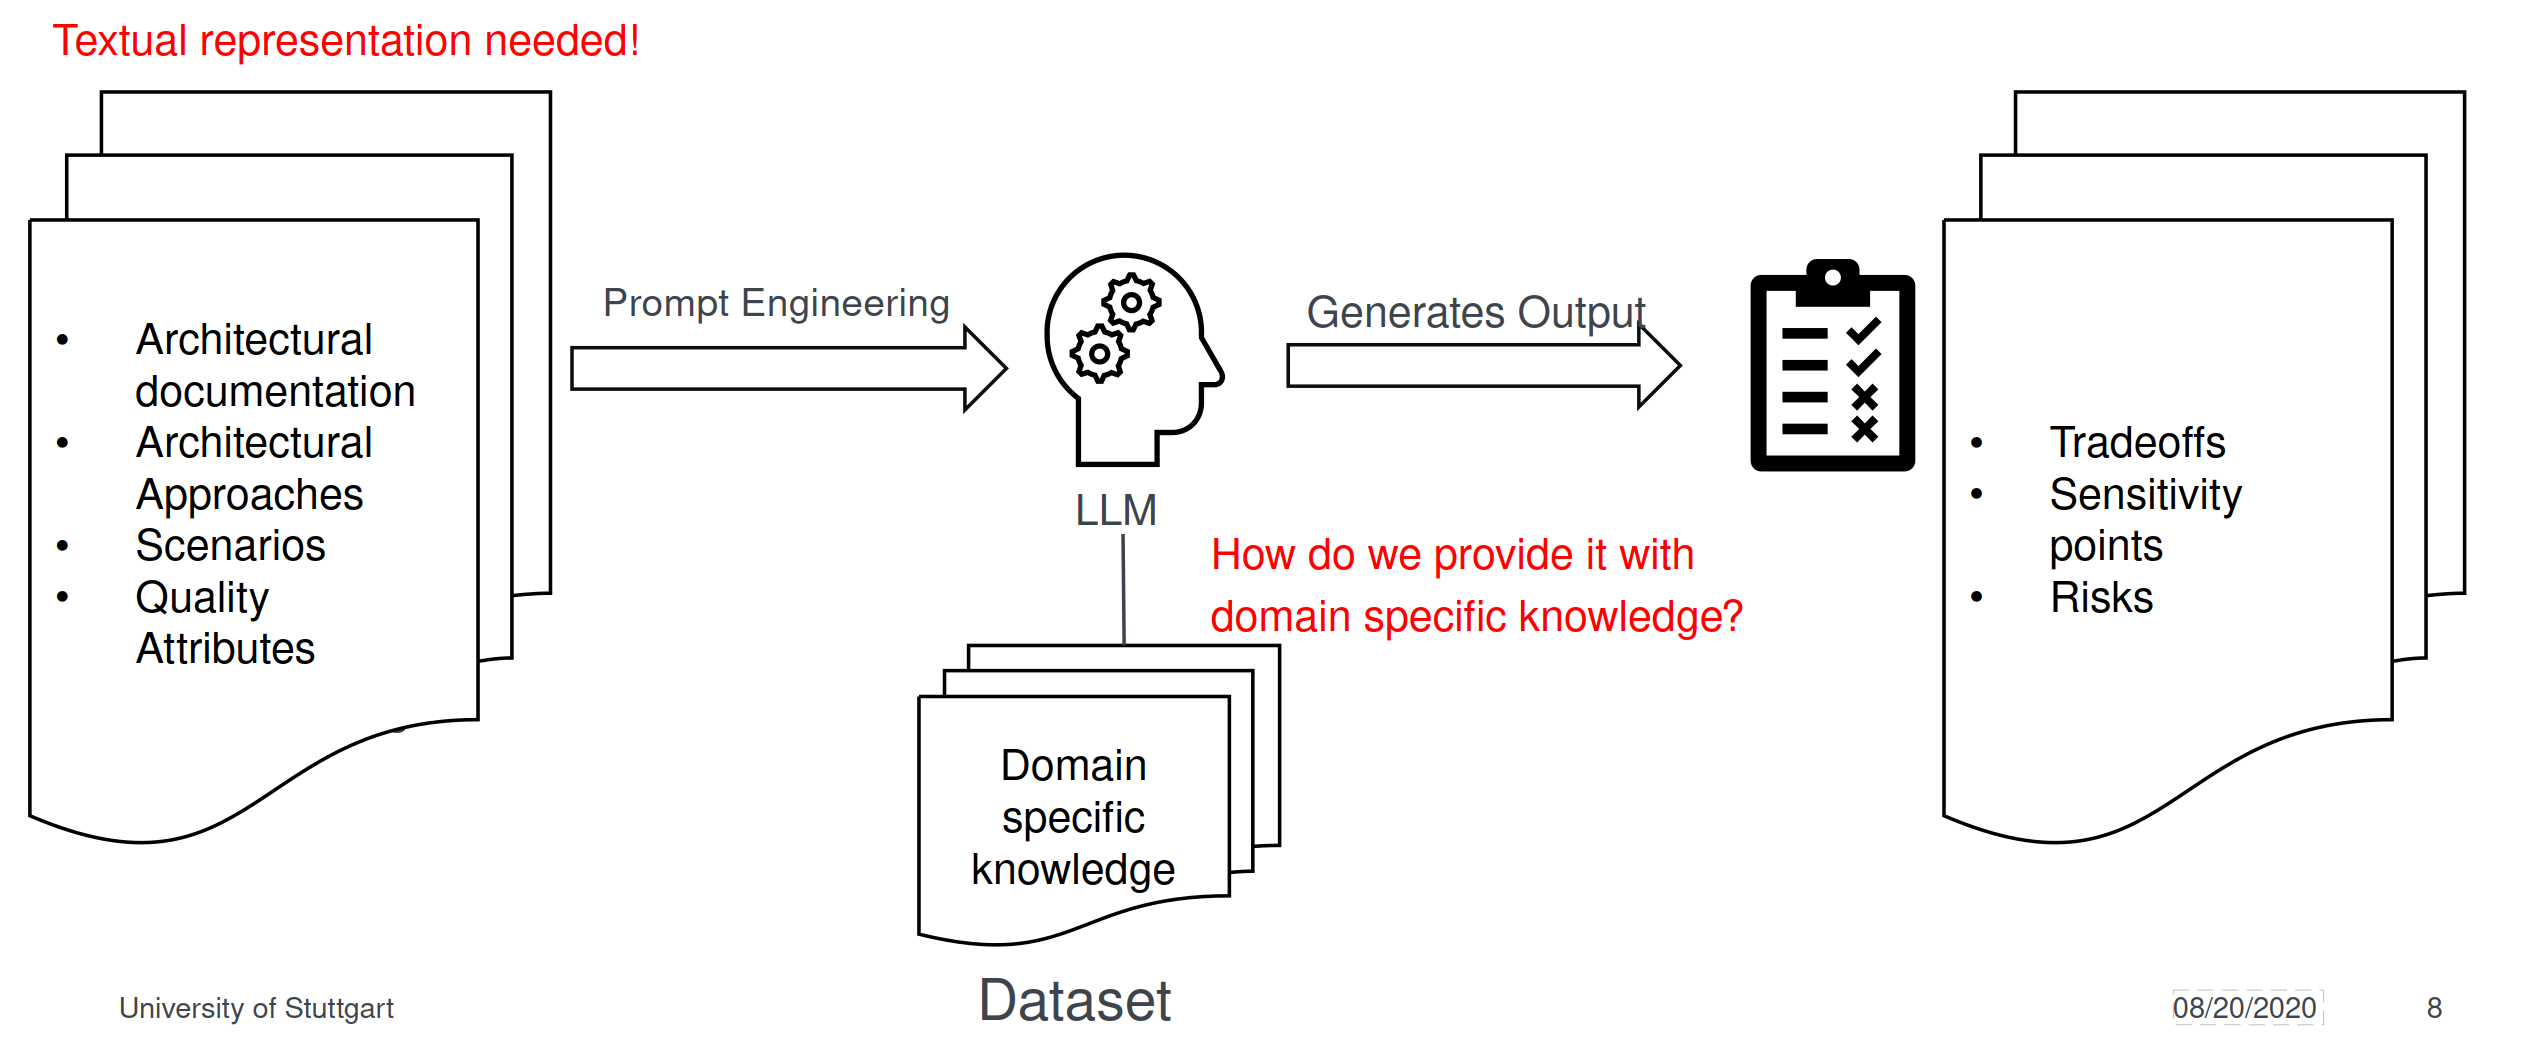 Textual representation needed!
• Architectural
documentation
• Architectural
Approaches
• Scenarios
• Quality
Attributes
Prompt Engineering
LLM
Generates Output
How do we provide it with
domain specific knowledge?
Domain
specific
knowledge
Dataset
• Tradeoffs
• Sensitivity
points
• Risks
University of Stuttgart
08/20/2020
8